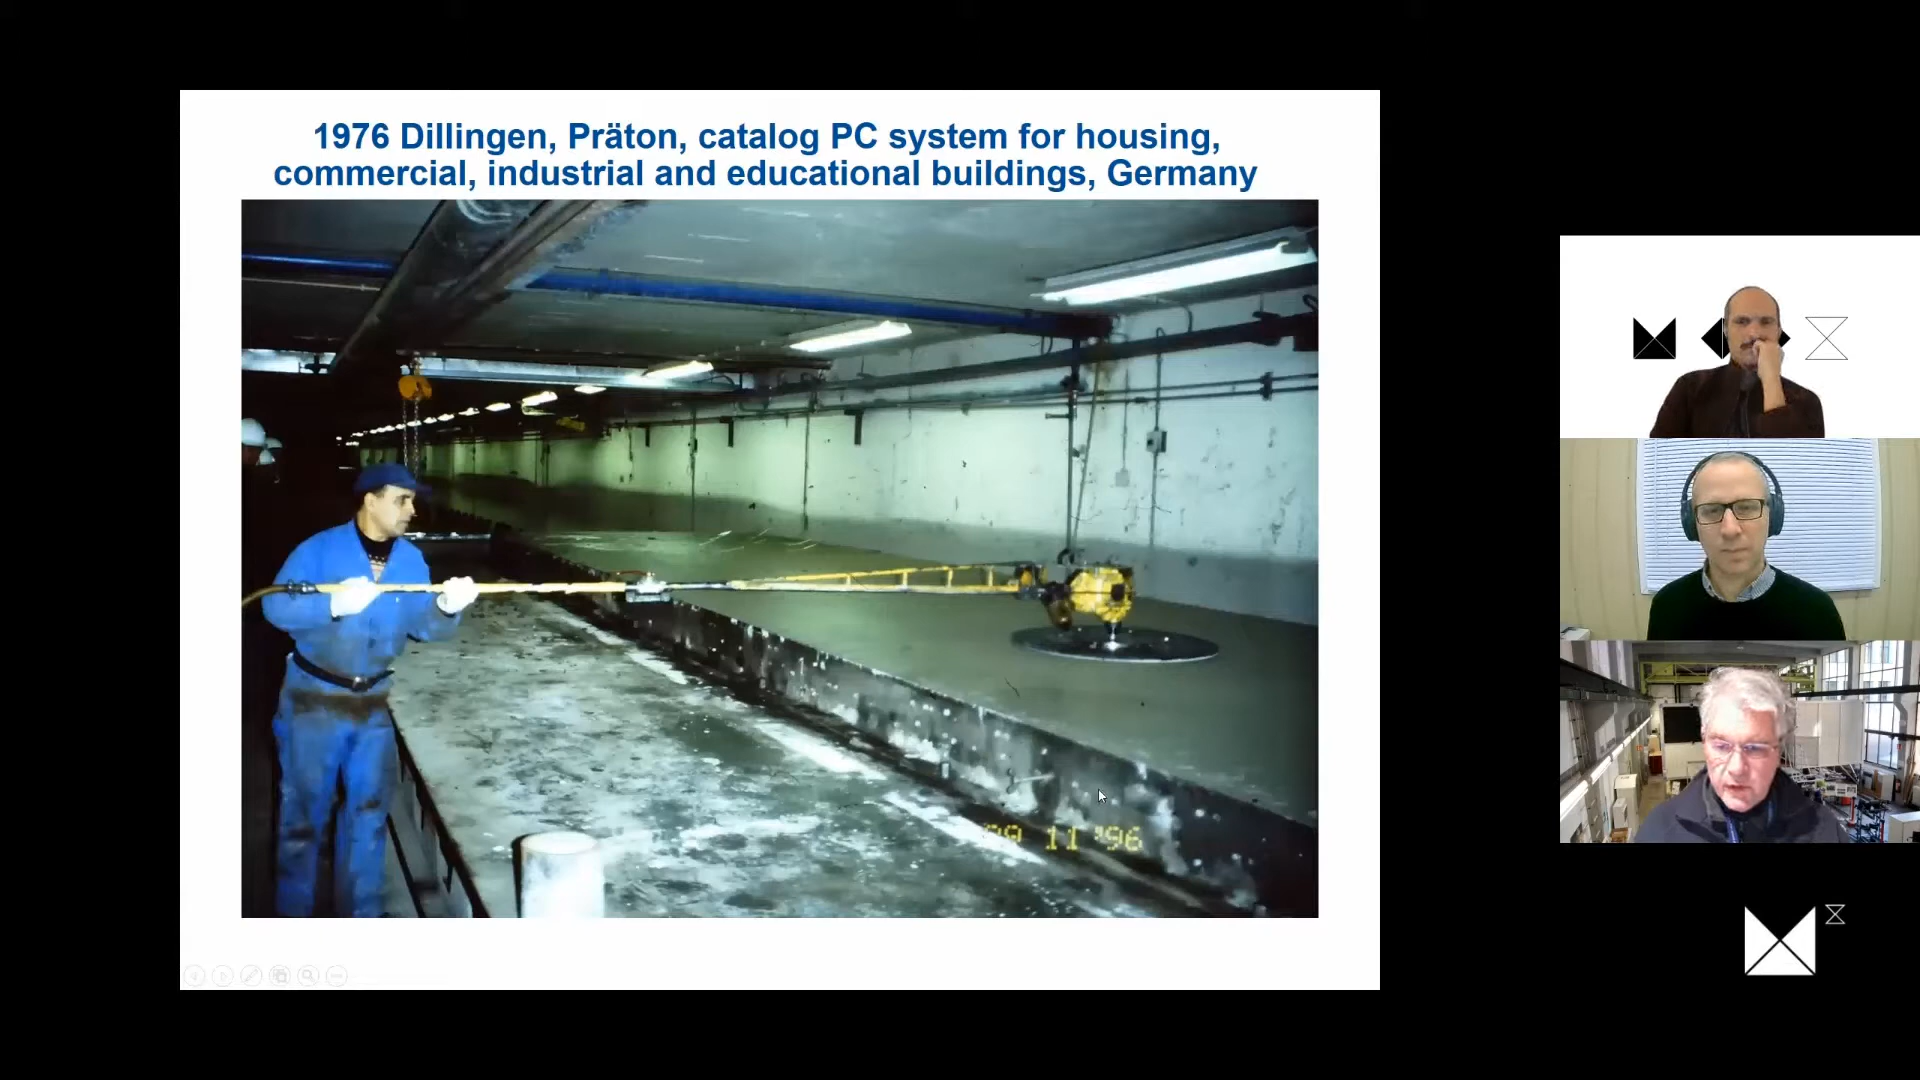 1976 Dillingen, Präton, catalog PC system for housing,
commercial, industrial and educational buildings, Germany
11 '96